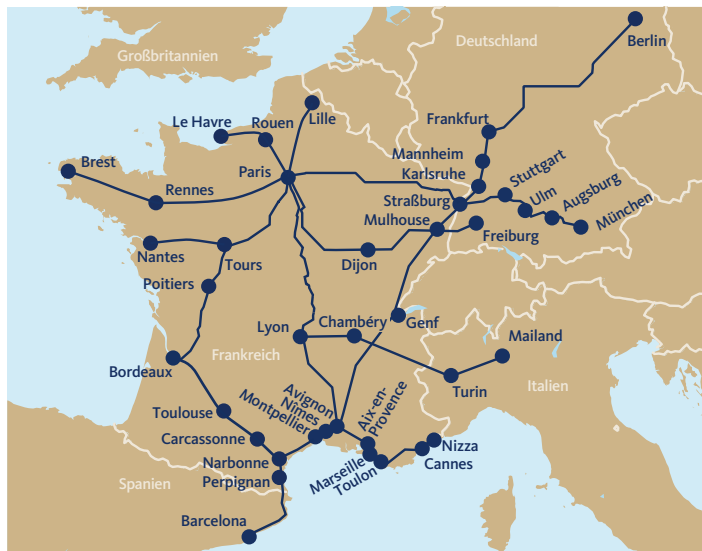 Berlin
Deutschland
Großbritannien
Lille
Frankfurt
Le Havre
Rouen
Brest
Mannheim
Karlsruhe
Stuttgart
Paris
Rennes
Ulm
Augsburg
Straßburg
München
Mulhouse
Freiburg
Nantes
Tours
Dijon
Poitiers
Genf
Lyon
Chambéry
Mailand
Frankreich
Bordeaux
Turin
Italien
Avignon
Nimes
Montpellier
Aix-en-
Provence
Toulouse
Carcassonne
Nizza
Cannes
Marseille
Toulon
Narbonne
Perpignan
Spanien
Barcelona